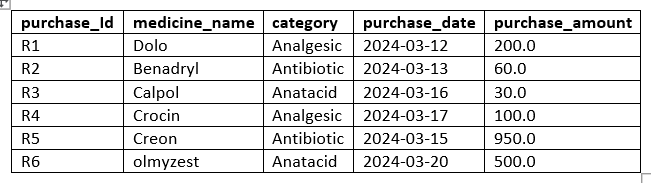 purchase_Id medicine_name category purchase_date purchase_amount
R1 Dolo Analgesic 2024-03-12 200.0
R2 Benadryl Antibiotic 2024-03-13 60.0
R3 Calpol Anatacid 2024-03-16 30.0
R4 Crocin Analgesic 2024-03-17 100.0
R5 Creon Antibiotic 2024-03-15 950.0
R6 olmyzest Anatacid 2024-03-20 500.0